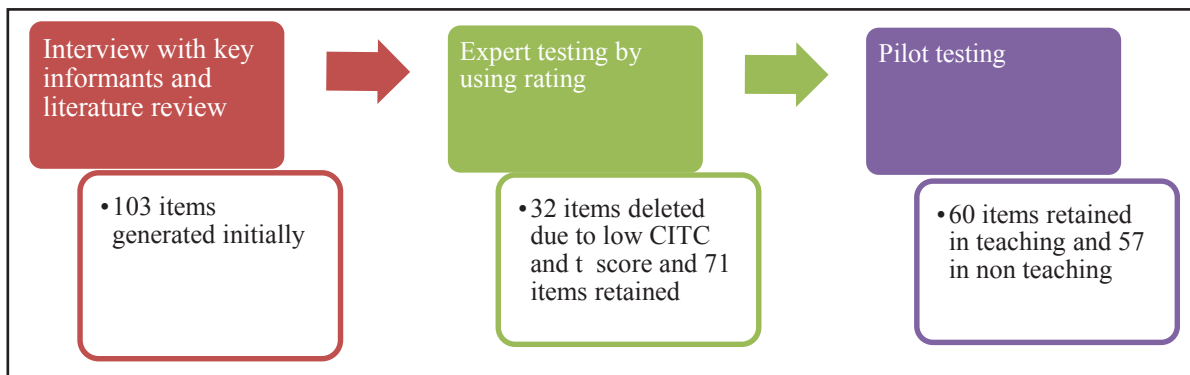 Interview with key
informants and
literature review
•103 items
generated initially
Expert testing by
using rating
•32 items deleted
due to low CITC
and t score and 71
items retained
Pilot testing
•60 items retained
in teaching and 57
in non teaching